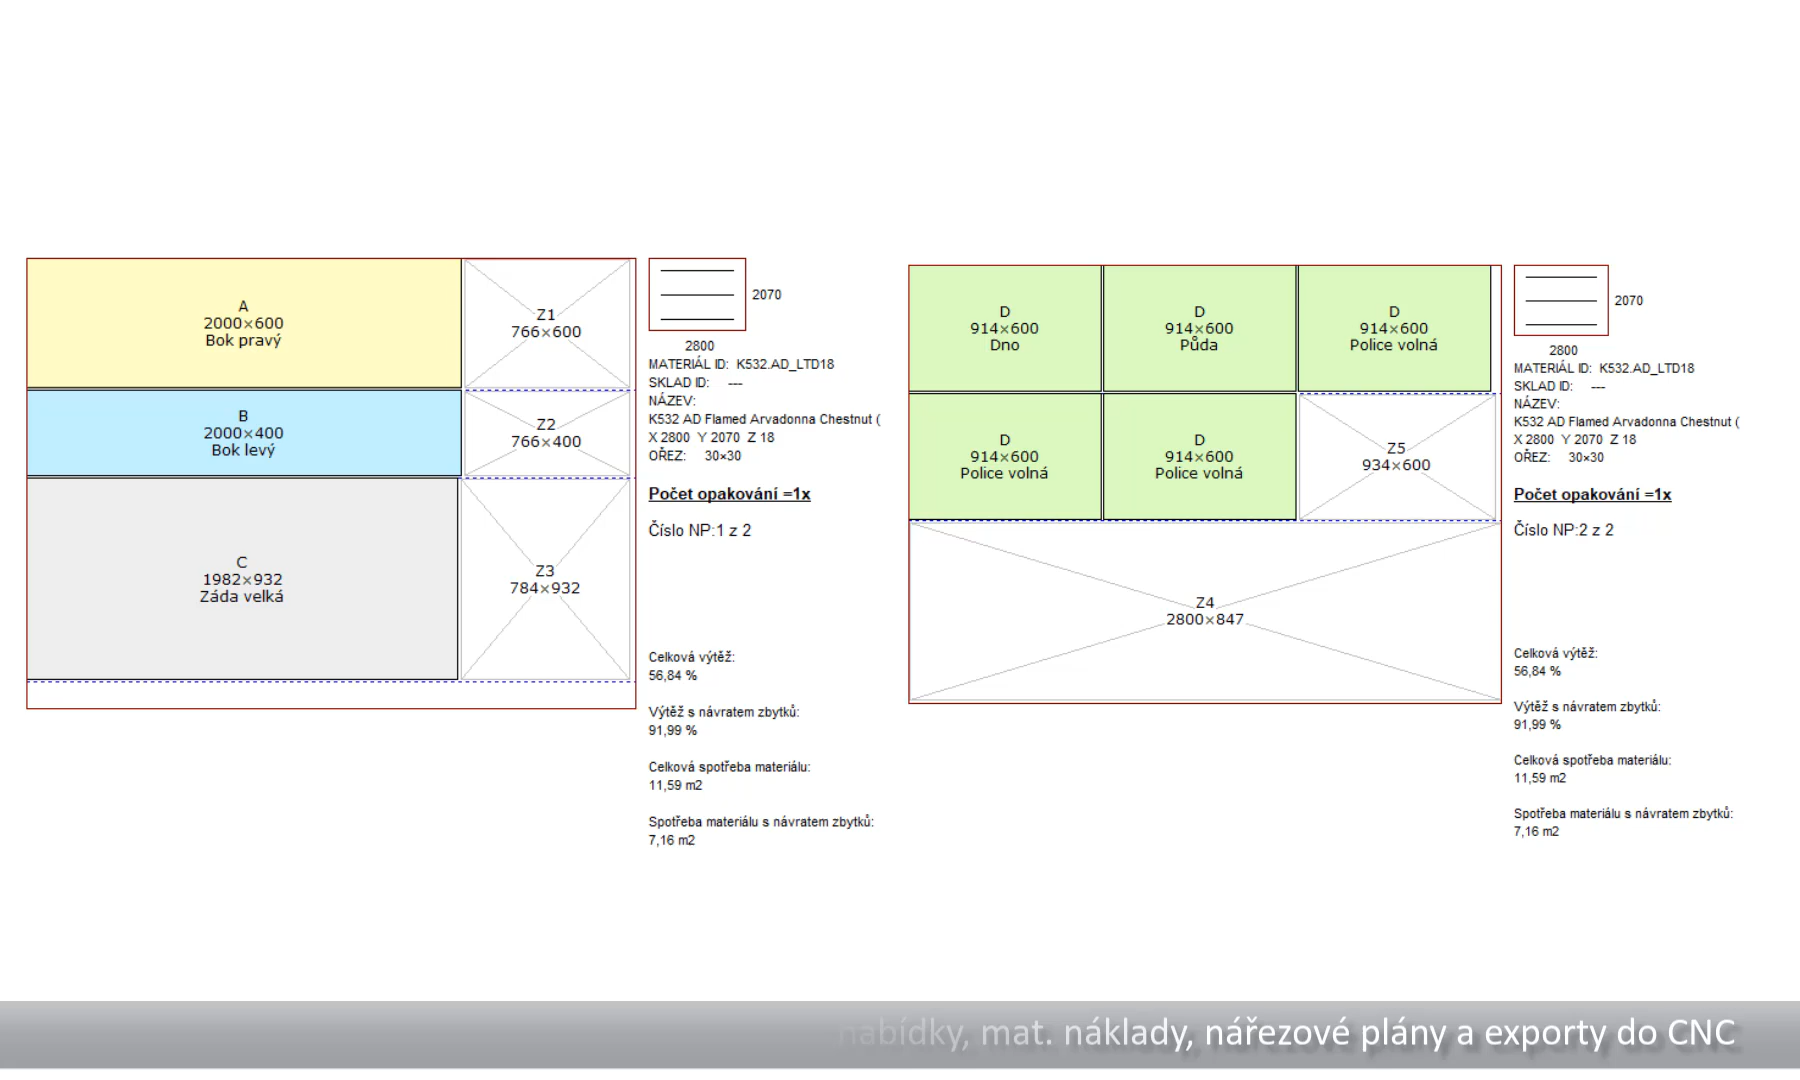 A
2000×600
Bok pravý
Z1
766×600
B
2000×400
Bok levý
Z2
766×400
C
1982×932
Záda velká
Z3
784×932
2070
2800
MATERIÁL ID: K532.AD_LTD18
SKLAD ID: ---
NÁZEV:
K532 AD Flamed Arvadonna Chestnut (
X 2800 Y 2070 Z 18
OŘEZ: 30×30
Počet opakování =1x
Číslo NP:1 z 2
Celková výtěž:
56,84 %
Výtěž s návratem zbytků:
91,99 %
Celková spotřeba materiálu:
11,59 m2
Spotřeba materiálu s návratem zbytků:
7,16 m2
D
914×600
Dno
D
914×600
Půda
D
914×600
Police volná
D
914×600
Police volná
D
914×600
Police volná
Z5
934×600
Z4
2800×847
2070
2800
MATERIÁL ID: K532.AD_LTD18
SKLAD ID: ---
NÁZEV:
K532 AD Flamed Arvadonna Chestnut (
X 2800 Y 2070 Z 18
OŘEZ: 30×30
Počet opakování =1x
Číslo NP:2 z 2
Celková výtěž:
56,84 %
Výtěž s návratem zbytků:
91,99 %
Celková spotřeba materiálu:
11,59 m2
Spotřeba materiálu s návratem zbytků:
7,16 m2
nabídky, mat. náklady, nářezové plány a exporty do CNC